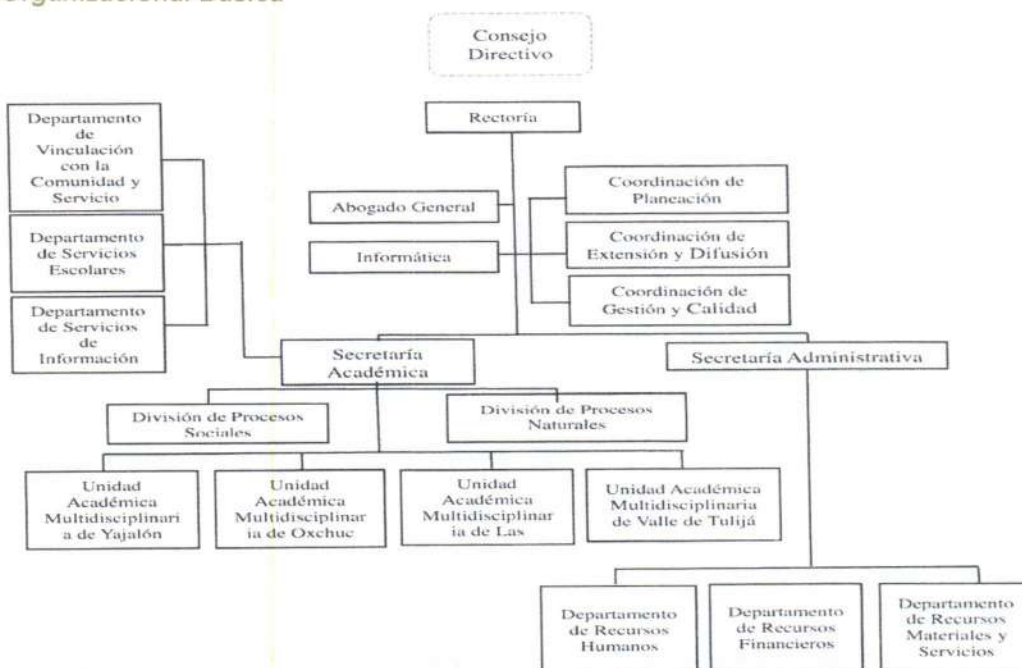 Organizacional Básica
Consejo
Directivo
Rectoría
Departamento
de
Vinculación
con la
Comunidad y
Servicio
Departamento
de Servicios
Escolares
Departamento
de Servicios
de
Información
Abogado General
Informática
Coordinación de
Planeación
Coordinación de
Extensión y Difusión
Coordinación de
Gestión y Calidad
Secretaría
Académica
Secretaría Administrativa
División de Procesos
Sociales
División de Procesos
Naturales
Unidad
Académica
Multidisciplinari
a de Yajalón
Unidad
Académica
Multidisciplinar
ia de Oxchuc
Unidad
Académica
Multidisciplinar
ia de Las
Unidad Académica
Multidisciplinaria
de Valle de Tulijá
Departamento
de Recursos
Humanos
Departamento
de Recursos
Financieros
Departamento
de Recursos
Materiales y
Servicios